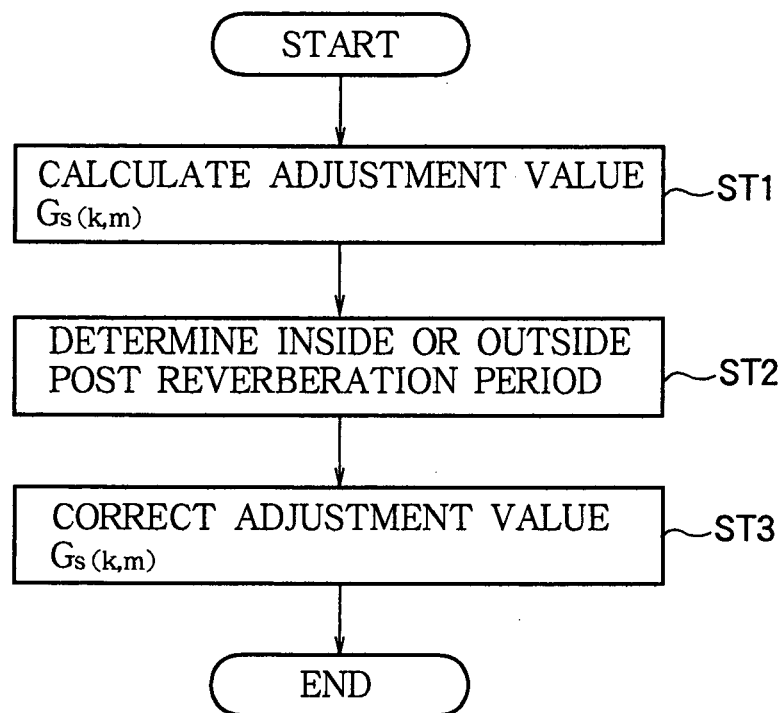 START
CALCULATE ADJUSTMENT VALUE
Gs(k,m)
ST1
DETERMINE INSIDE OR OUTSIDE
POST REVERBERATION PERIOD
ST2
CORRECT ADJUSTMENT VALUE
Gs(k,m)
ST3
END